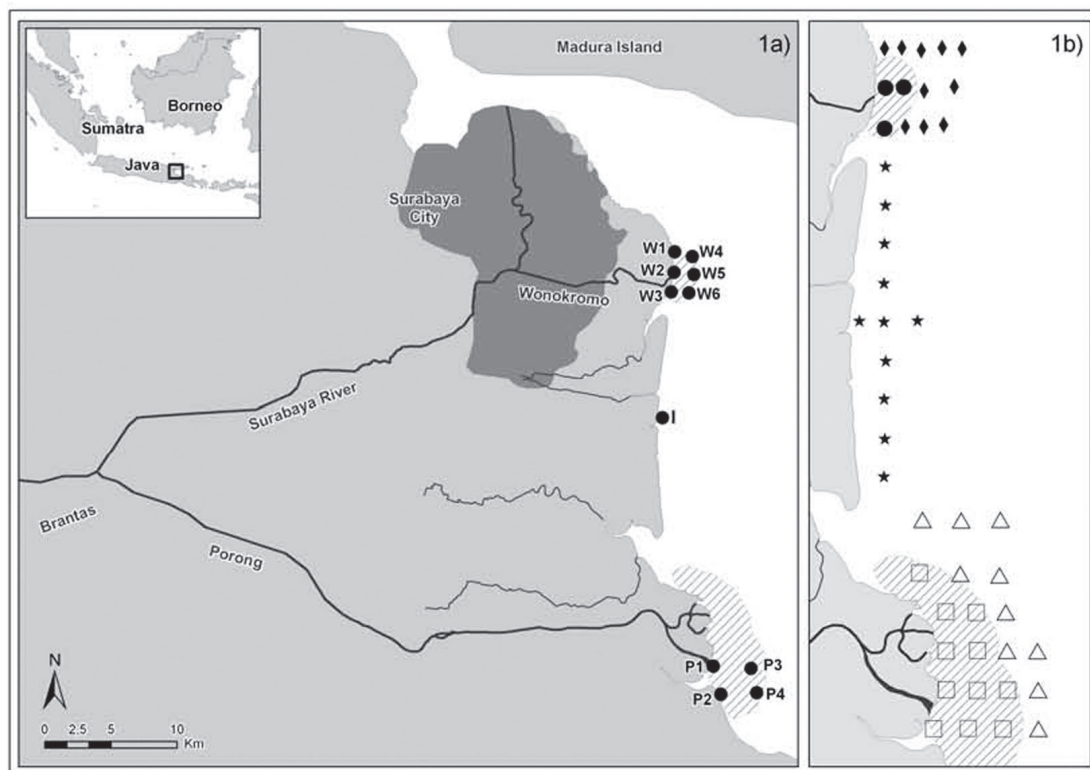 1a)
1b)
Madura Island
Borneo
Sumatra
Java
Surabaya
City
W1
W4
W2
W5
Wonokromo
W3
W6
Surabaya River
I
Brantas
Porong
P1
P3
P2
P4
N
0 2.5 5 10
Km